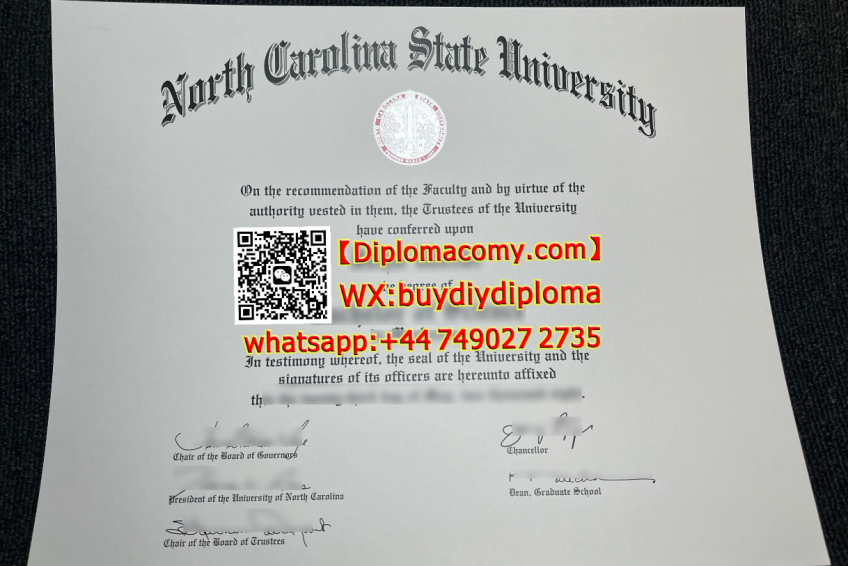 North Carolina State University
On the recommendation of the Faculty and by virtue of the
authority vested in them, the Trustees of the University
have conferred upon
【Diplomacomy.com】
the degree of
WX:buydiydiploma
whatsapp:+44 749027 2735
In testimony whereof, the seal of the University and the
signatures of its officers are hereunto affixed
Chair of the Board of Governors
Chancellor
President of the University of North Carolina
Dean, Graduate School
Chair of the Board of Trustees